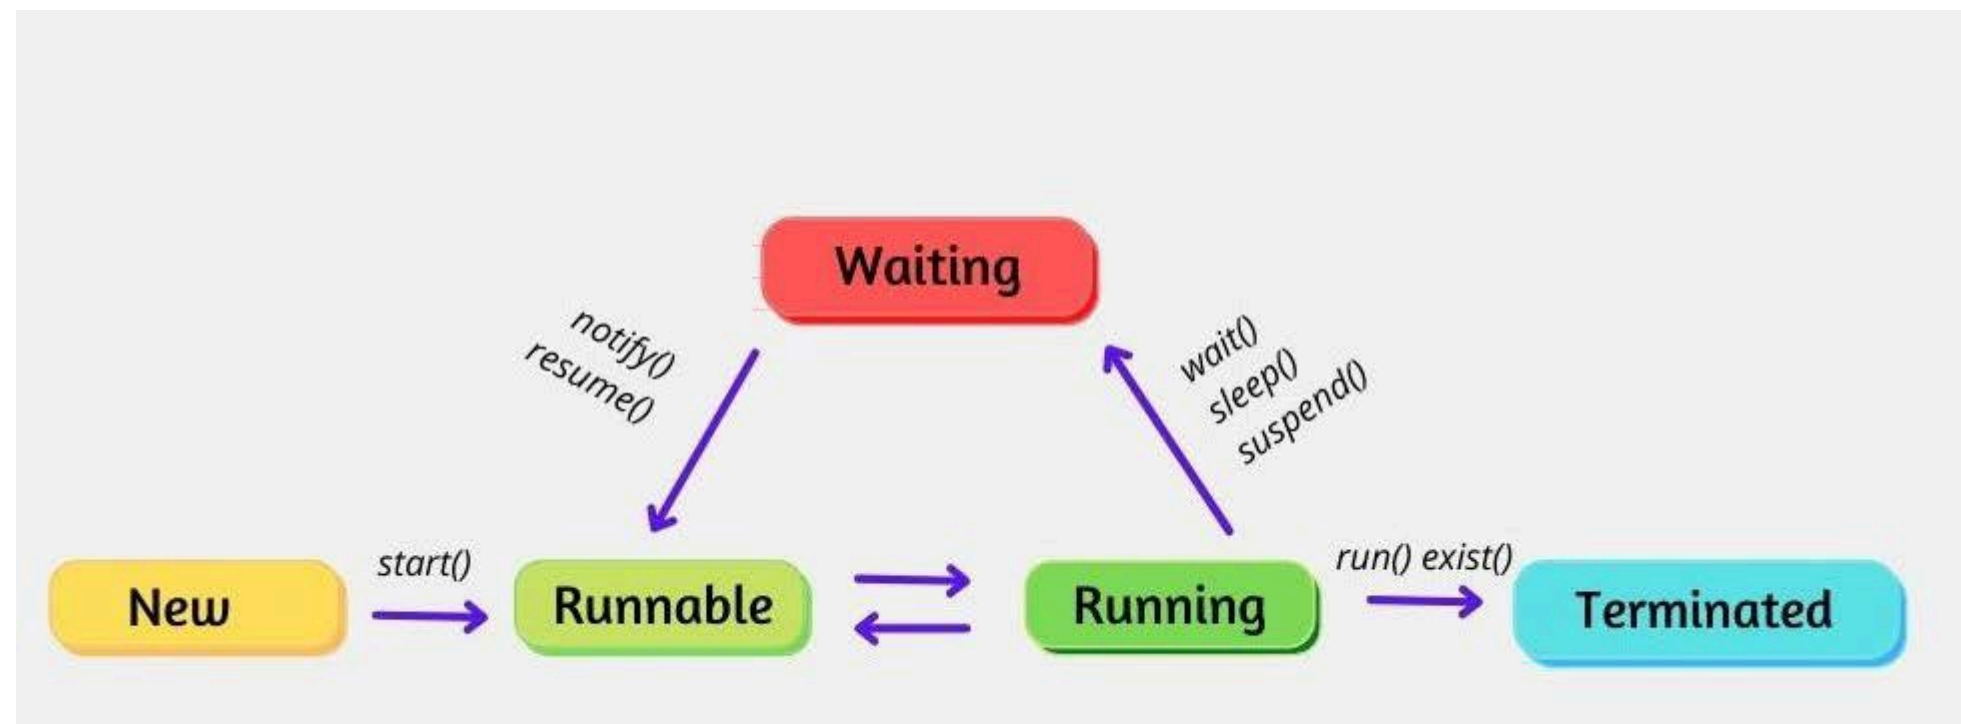 Waiting
notify()
resume()
wait()
sleep()
suspend()
New
start()
Runnable
Running
run() exist()
Terminated